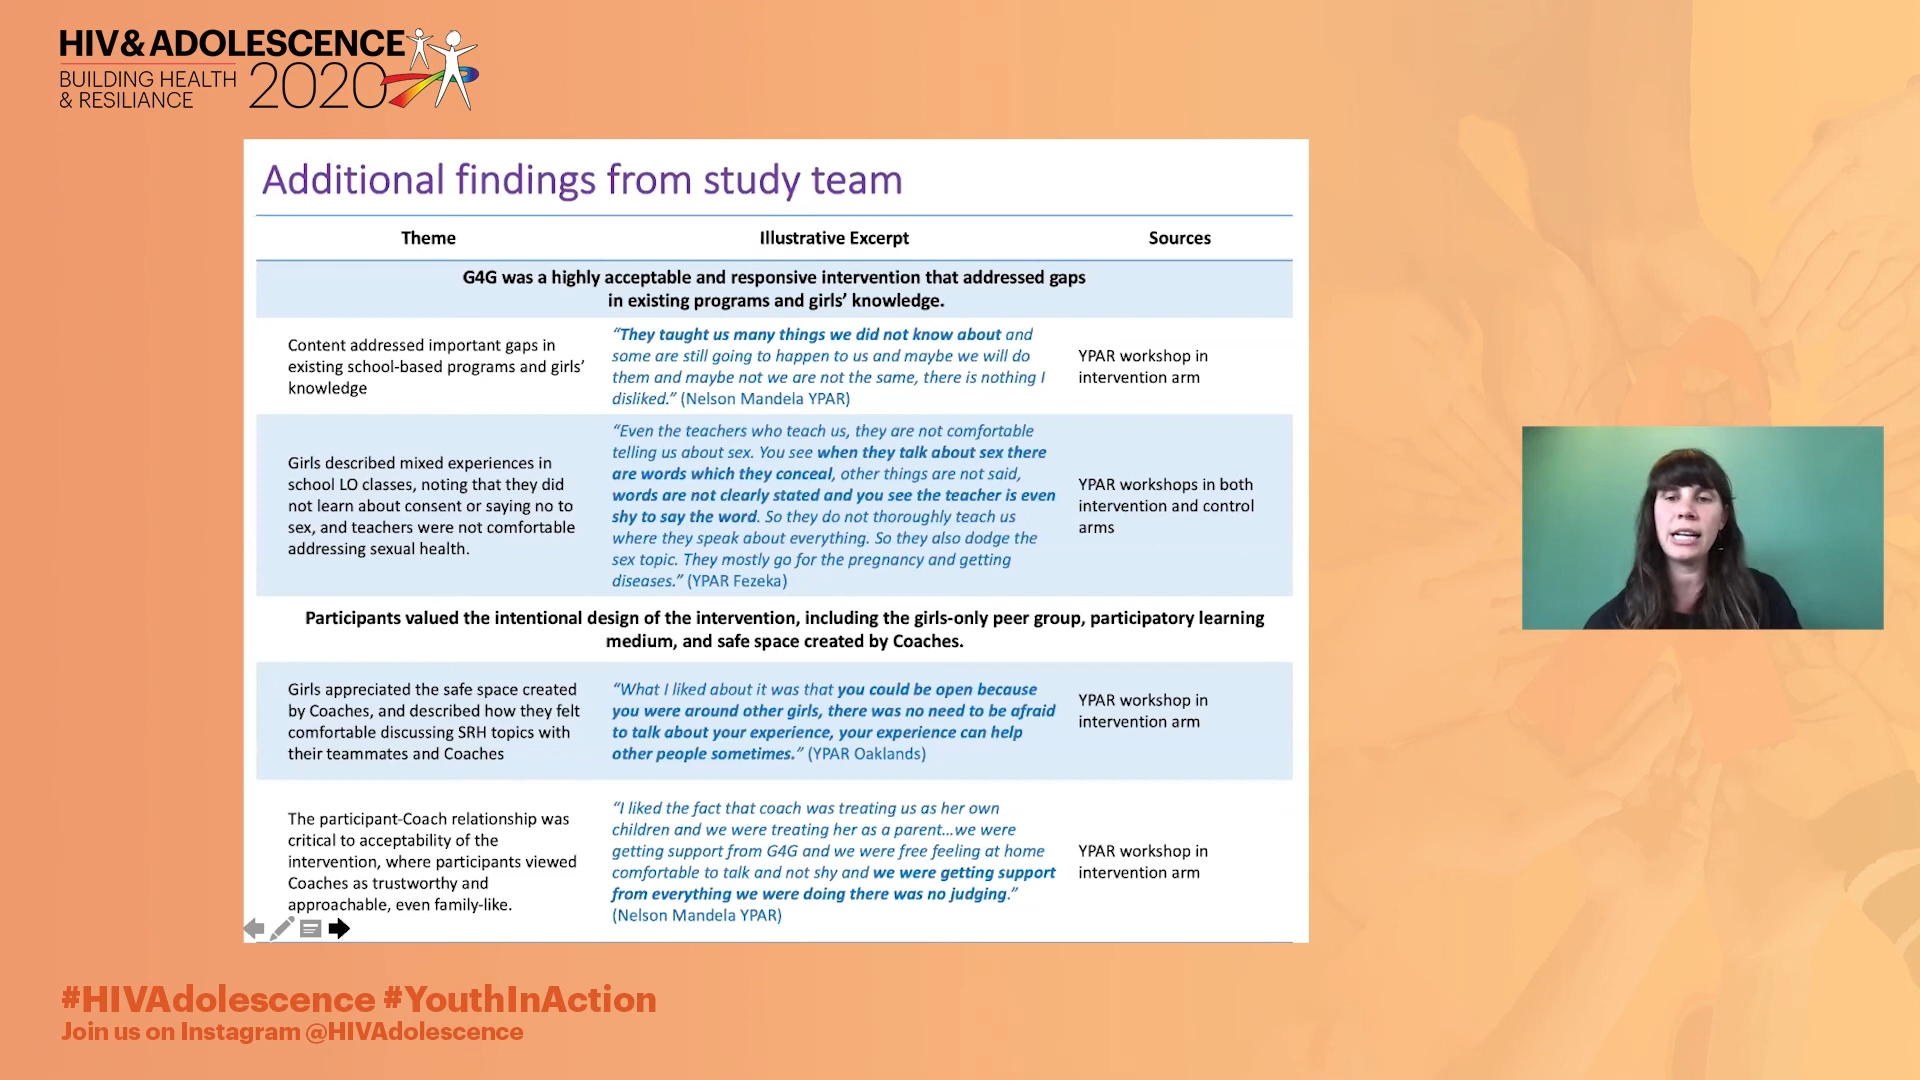 HIV & ADOLESCENCE
BUILDING HEALTH
& RESILIANCE
2020
Additional findings from study team
Theme
Illustrative Excerpt
Sources
G4G was a highly acceptable and responsive intervention that addressed gaps
in existing programs and girls’ knowledge.
Content addressed important gaps in
existing school-based programs and girls’
knowledge
“They taught us many things we did not know about and
some are still going to happen to us and maybe we will do
them and maybe not we are not the same, there is nothing I
disliked.” (Nelson Mandela YPAR)
YPAR workshop in
intervention arm
Girls described mixed experiences in
school LO classes, noting that they did
not learn about consent or saying no to
sex, and teachers were not comfortable
addressing sexual health.
“Even the teachers who teach us, they are not comfortable
telling us about sex. You see when they talk about sex there
are words which they conceal, other things are not said,
words are not clearly stated and you see the teacher is even
shy to say the word. So they do not thoroughly teach us
where they speak about everything. So they also dodge the
sex topic. They mostly go for the pregnancy and getting
diseases.” (YPAR Fezeka)
YPAR workshops in both
intervention and control
arms
Participants valued the intentional design of the intervention, including the girls-only peer group, participatory learning
medium, and safe space created by Coaches.
Girls appreciated the safe space created
by Coaches, and described how they felt
comfortable discussing SRH topics with
their teammates and Coaches
“What I liked about it was that you could be open because
you were around other girls, there was no need to be afraid
to talk about your experience, your experience can help
other people sometimes.” (YPAR Oaklands)
YPAR workshop in
intervention arm
The participant-Coach relationship was
critical to acceptability of the
intervention, where participants viewed
Coaches as trustworthy and
approachable, even family-like.
“I liked the fact that coach was treating us as her own
children and we were treating her as a parent…we were
getting support from G4G and we were free feeling at home
comfortable to talk and not shy and we were getting support
from everything we were doing there was no judging.”
(Nelson Mandela YPAR)
YPAR workshop in
intervention arm
#HIVAdolescence #YouthInAction
Join us on Instagram @HIVAdolescence